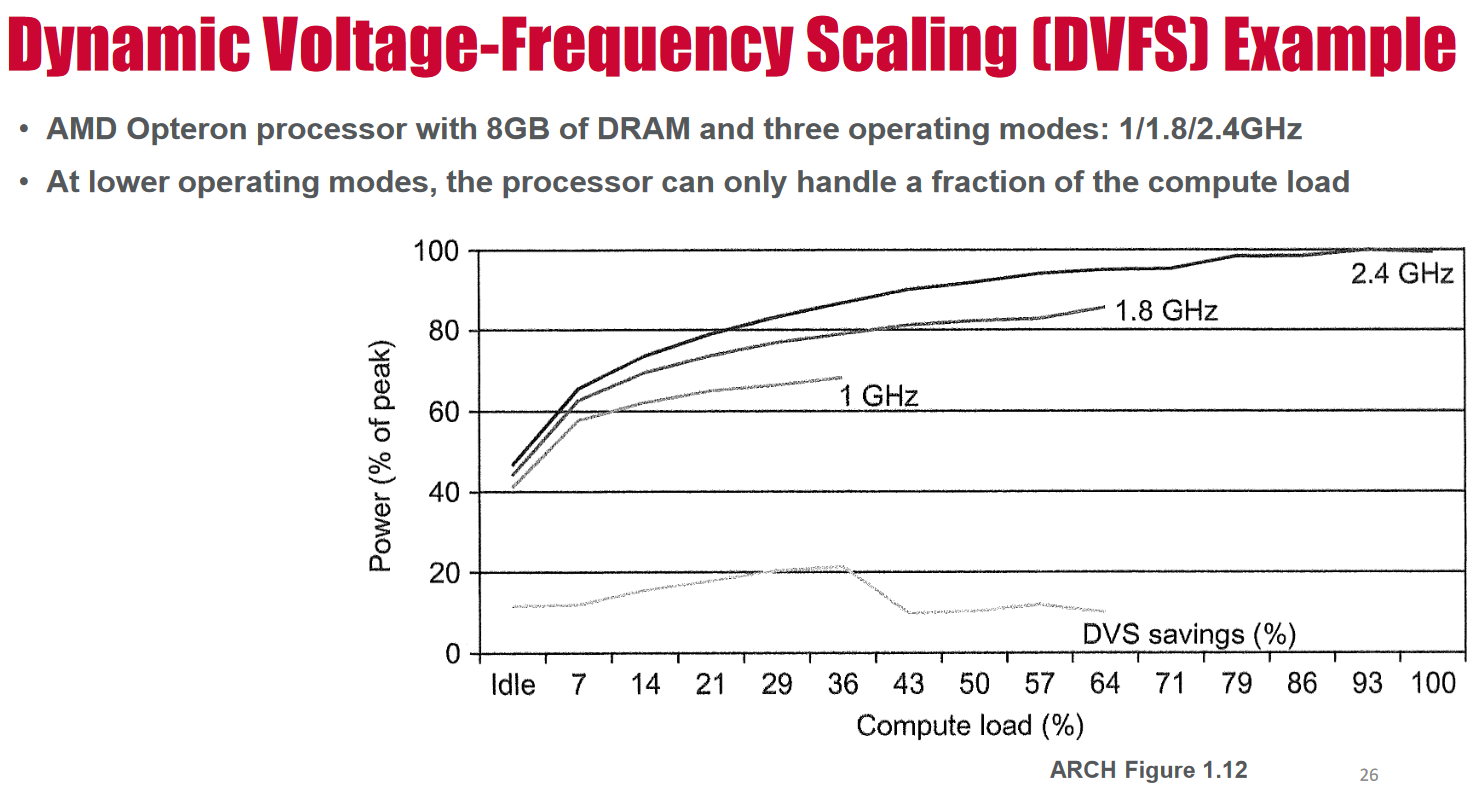 Dynamic Voltage-Frequency Scaling (DVFS) Example
• AMD Opteron processor with 8GB of DRAM and three operating modes: 1/1.8/2.4GHz
• At lower operating modes, the processor can only handle a fraction of the compute load
100
80
60
40
20
0
Power (% of peak)
2.4 GHz
1.8 GHz
1 GHz
DVS savings (%)
Idle 7 14 21 29 36 43 50 57 64 71 79 86 93 100
Compute load (%)
ARCH Figure 1.12
26